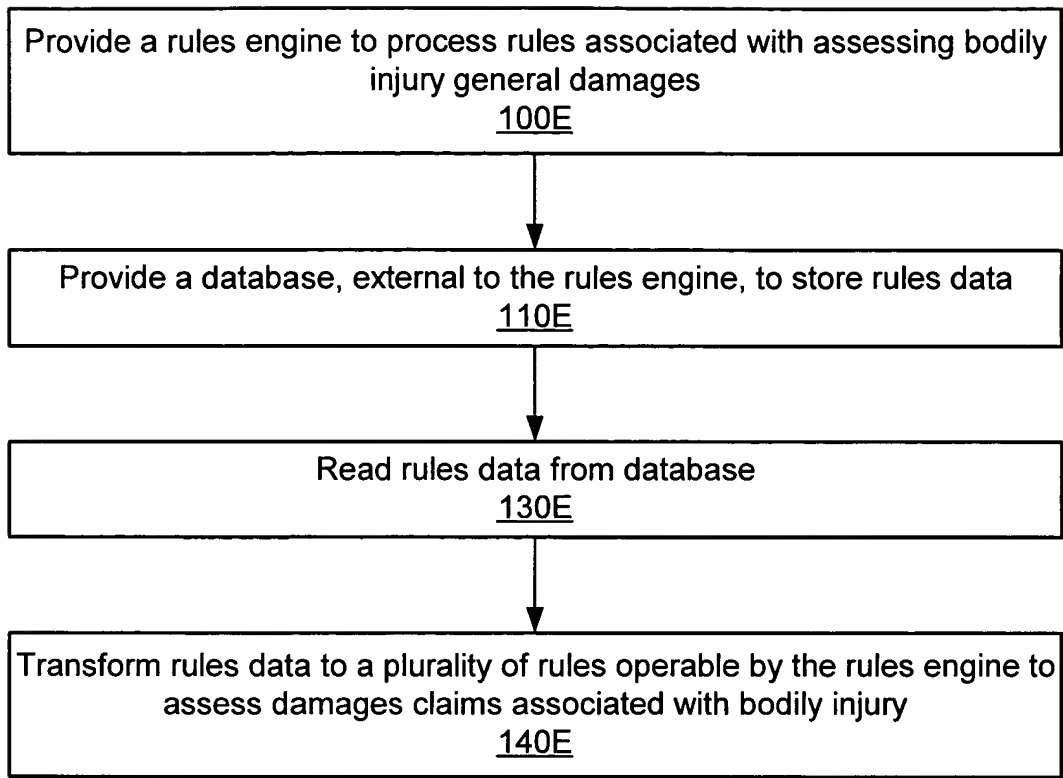 Provide a rules engine to process rules associated with assessing bodily
injury general damages
100E
Provide a database, external to the rules engine, to store rules data
110E
Read rules data from database
130E
Transform rules data to a plurality of rules operable by the rules engine to
assess damages claims associated with bodily injury
140E